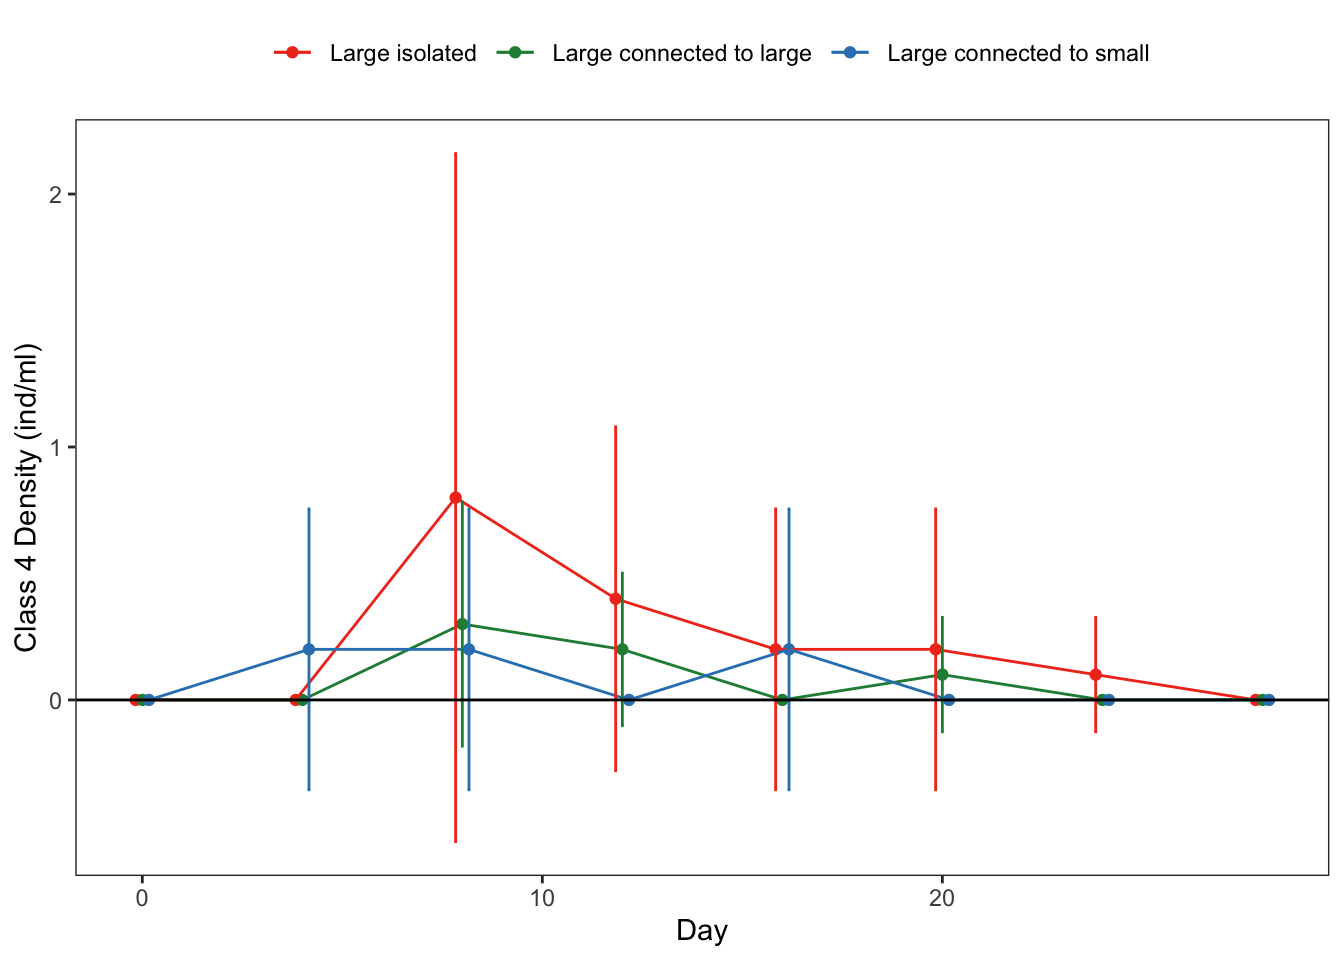 Large isolated Large connected to large Large connected to small
Class 4 Density (ind/ml)
2
1
0
0 10 20
Day